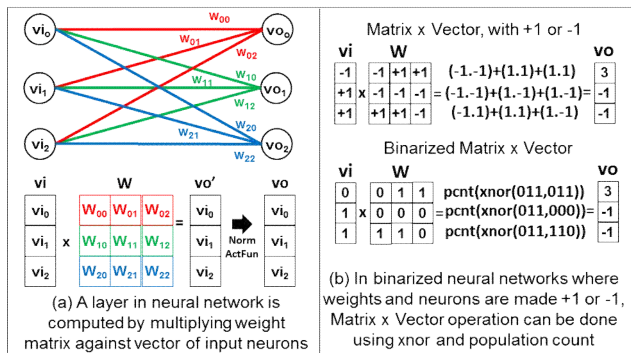 vi₀ W₀₀ vo₀
W₀₁
W₀₂
vi₁ W₁₀ vo₁
W₁₁
W₁₂
W₂₀
vi₂ W₂₁ vo₂
W₂₂
vi W vo' vo
vi₀ W₀₀ W₀₁ W₀₂ vi₀ vi₀
vi₁ x W₁₀ W₁₁ W₁₂ = vi₁ vi₁
vi₂ W₂₀ W₂₁ W₂₂ vi₂ vi₂
Norm
ActFun
(a) A layer in neural network is
computed by multiplying weight
matrix against vector of input neurons
Matrix x Vector, with +1 or -1
vi W vo
-1 -1 +1 +1 (-1.-1)+(1.1)+(1.1) 3
+1 x -1 -1 -1 =(-1.-1)+(1.-1)+(1.-1)= -1
+1 +1 +1 -1 (-1.1)+(1.1)+(1.-1) -1
Binarized Matrix x Vector
vi W vo
0 0 1 1 pcnt(xnor(011,011)) 3
1 x 0 0 0 =pcnt(xnor(011,000))= -1
1 1 1 0 pcnt(xnor(011,110)) -1
(b) In binarized neural networks where
weights and neurons are made +1 or -1,
Matrix x Vector operation can be done
using xnor and population count